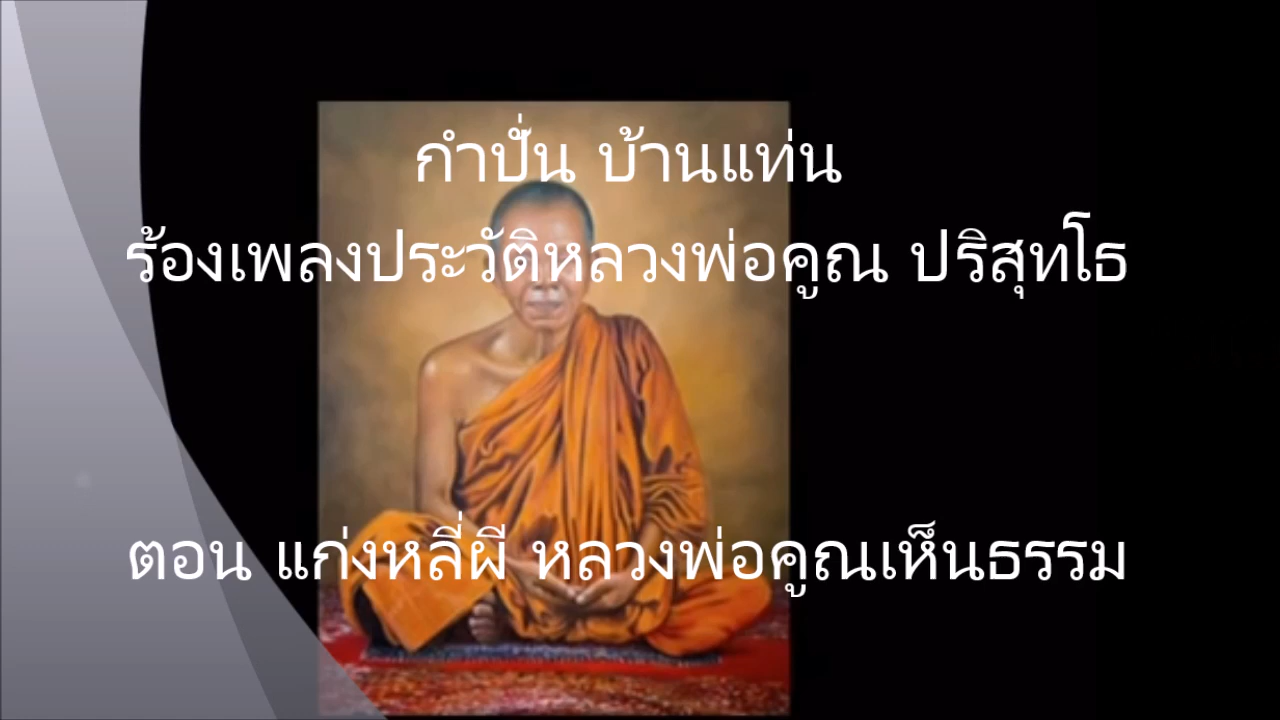 กำปั่น บ้านแท่น
ร้องเพลงประวัติหลวงพ่อคูณ ปริสุทโธ
ตอน แก่งหลี่ผี หลวงพ่อคูณเห็นธรรม